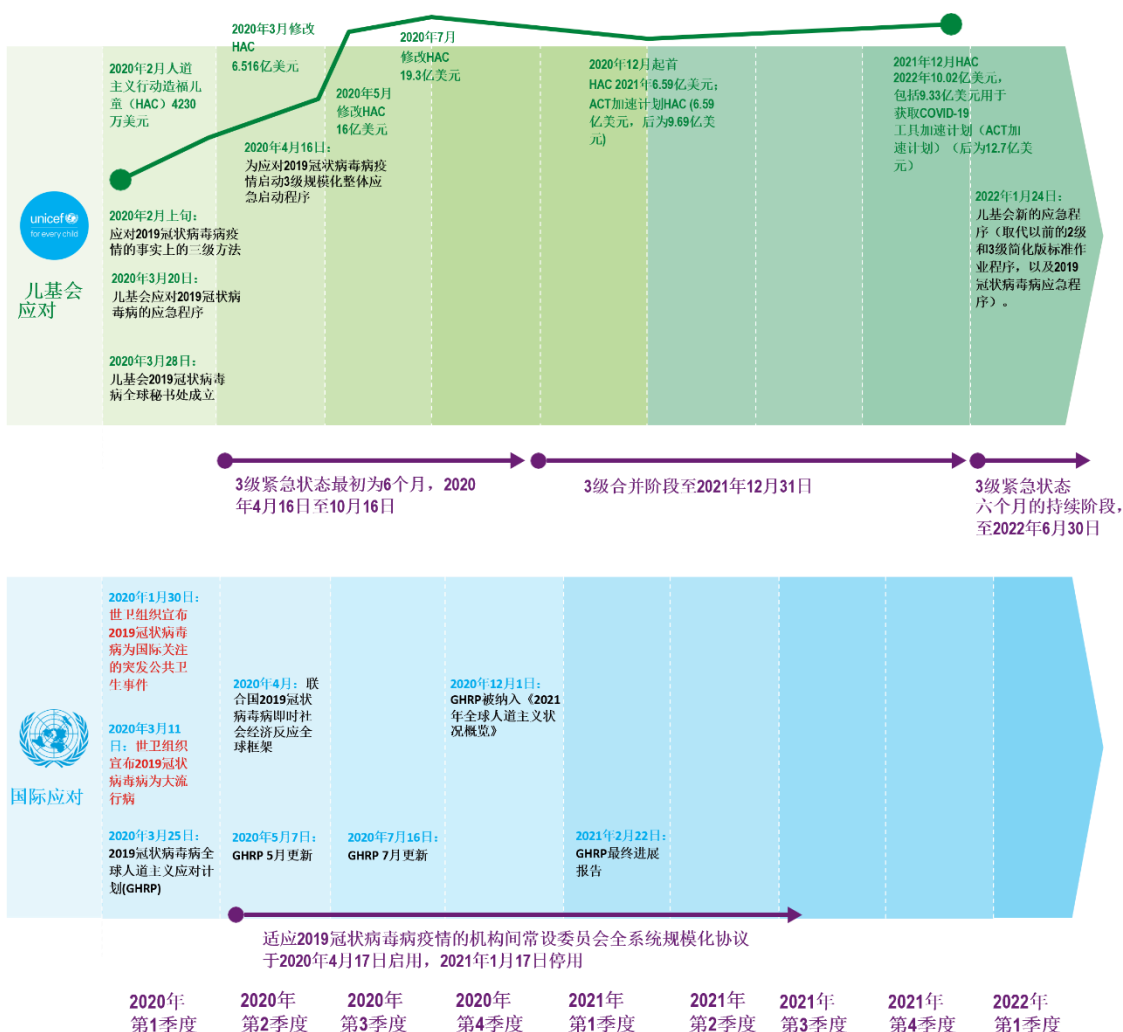 2020年3月修改
HAC
6.516亿美元
2020年7月
修改HAC
19.3亿美元
2020年2月人道
主义行动造福儿
童（HAC）4230
万美元
2020年5月
修改HAC
16亿美元
2020年12月起首
HAC 2021年6.59亿美元；
ACT加速计划HAC (6.59
亿美元，后为9.69亿美
元)
2021年12月HAC
2022年10.02亿美元，
包括9.33亿美元用于
获取COVID-19
工具加速计划（ACT加
速计划）（后为12.7亿美
元）
2020年4月16日：
为应对2019冠状病毒病疫
情启动3级规模化整体应
急启动程序
unicef
for every child
儿基会
应对
2020年2月上旬：
应对2019冠状病毒病疫
情的事实上的三级方法
2020年3月20日：
儿基会应对2019冠状病
毒病的应急程序
2020年3月28日：
儿基会2019冠状病毒
病全球秘书处成立
2022年1月24日：
儿基会新的应急程
序（取代以前的2级
和3级简化版标准作
业程序，以及2019
冠状病毒病应急程
序）。
3级紧急状态最初为6个月，2020
年4月16日至10月16日
3级合并阶段至2021年12月31日
3级紧急状态
六个月的持续阶段，
至2022年6月30日
国际应对
2020年1月30日：
世卫组织宣布
2019冠状病毒
病为国际关注
的突发公共卫
生事件
2020年3月11
日：世卫组织
宣布2019冠状
病毒病为大流
行病
2020年3月25日：
2019冠状病毒病全
球人道主义应对计
划(GHRP)
2020年4月：联
合国2019冠状
病毒病即时社
会经济反应全
球框架
2020年5月7日：
GHRP 5月更新
2020年7月16日：
GHRP 7月更新
2020年12月1日：
GHRP被纳入《2021
年全球人道主义状
况概览》
2021年2月22日：
GHRP最终进展
报告
适应2019冠状病毒病疫情的机构间常设委员会全系统规模化协议
于2020年4月17日启用，2021年1月17日停用
2020年
第1季度
2020年
第2季度
2020年
第3季度
2020年
第4季度
2021年
第1季度
2021年
第2季度
2021年
第3季度
2021年
第4季度
2022年
第1季度